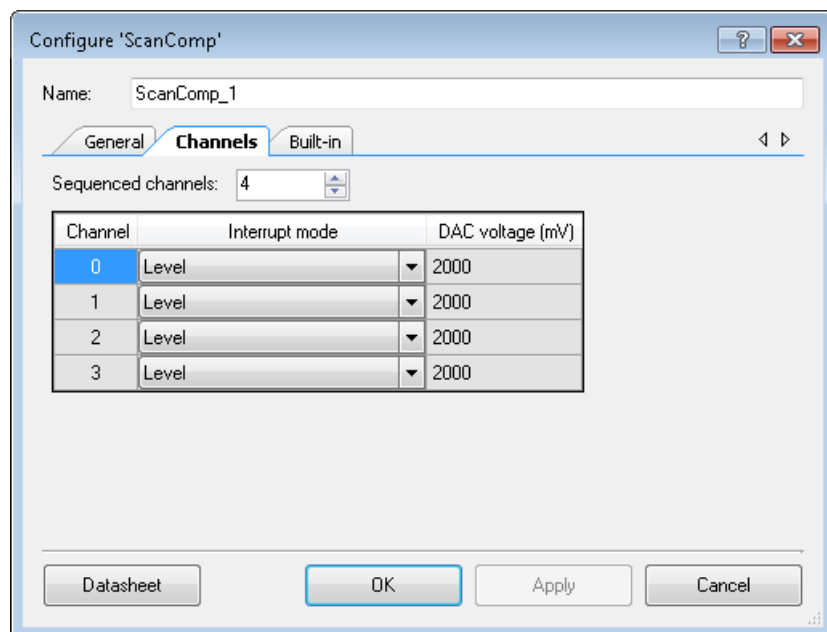 Configure 'ScanComp'
Name: ScanComp_1
General Channels Built-in
Sequenced channels: 4
Channel Interrupt mode DAC voltage (mV)
0 Level 2000
1 Level 2000
2 Level 2000
3 Level 2000
Datasheet OK Apply Cancel